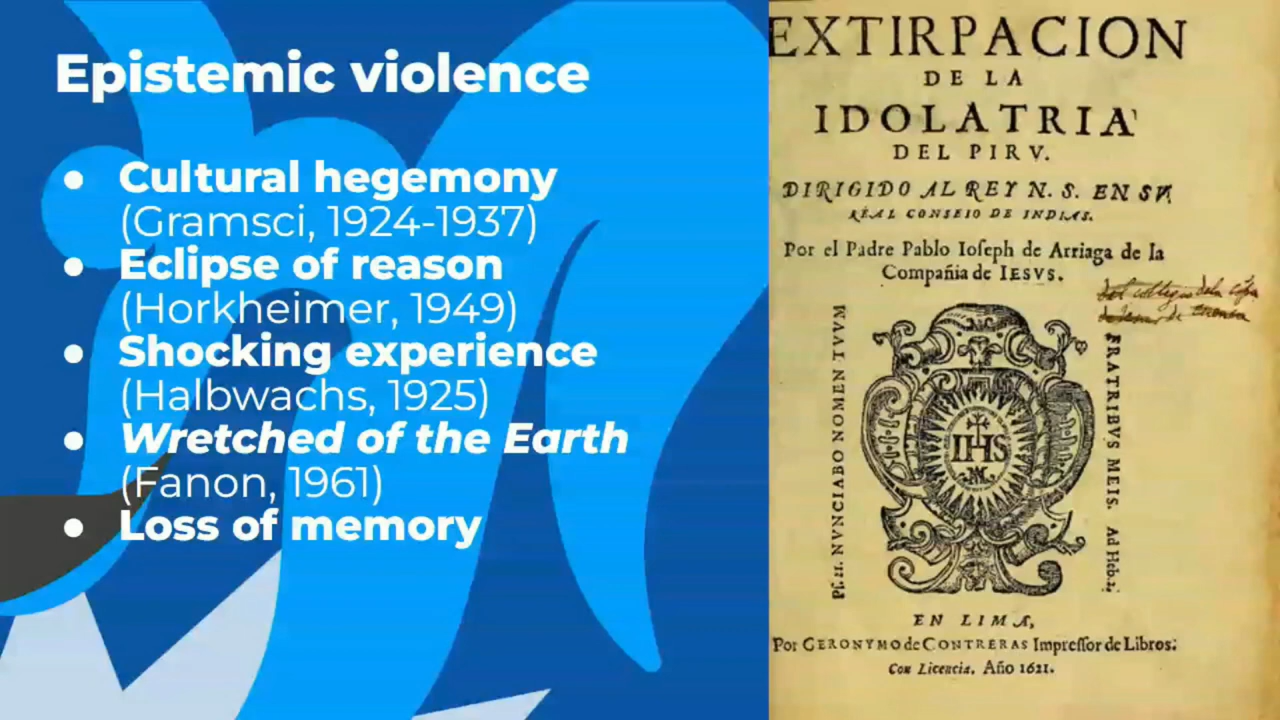 Epistemic violence
● Cultural hegemony
(Gramsci, 1924-1937)
● Eclipse of reason
(Horkheimer, 1949)
● Shocking experience
(Halbwachs, 1925)
● Wretched of the Earth
(Fanon, 1961)
● Loss of memory
EXTIRPACION
DE LA
IDOLATRIA
DEL PIRV.
DIRIGIDO AL REY N. S. EN SV
REAL CONSEIO DE INDIAS.
Por el Padre Pablo Ioseph de Arriaga de la
Compañia de IESVS.
NVNCIABO NOMEN TVVM
IHS
FRATRIBVS MEIS. Ad Heb.2.
EN LIMA,
Por GERONYMO de CONTRERAS Impressor de Libros:
Con Licencia, Año 1621.